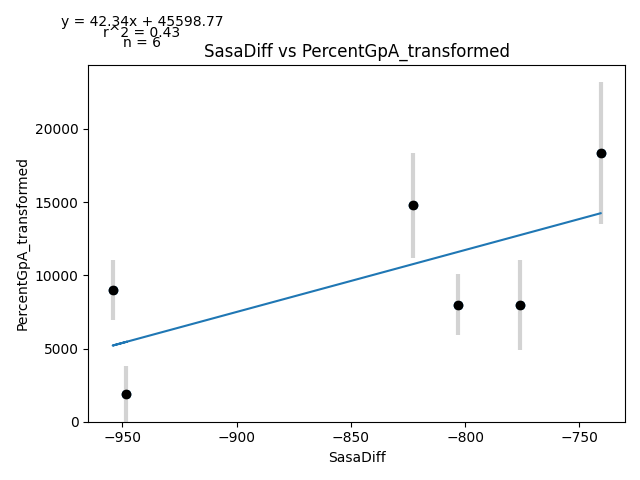 y = 42.34x + 45598.77
r^2 = 0.43
n = 6
SasaDiff vs PercentGpA_transformed
20000
15000
10000
5000
0
PercentGpA_transformed
−950
−900
−850
−800
−750
SasaDiff